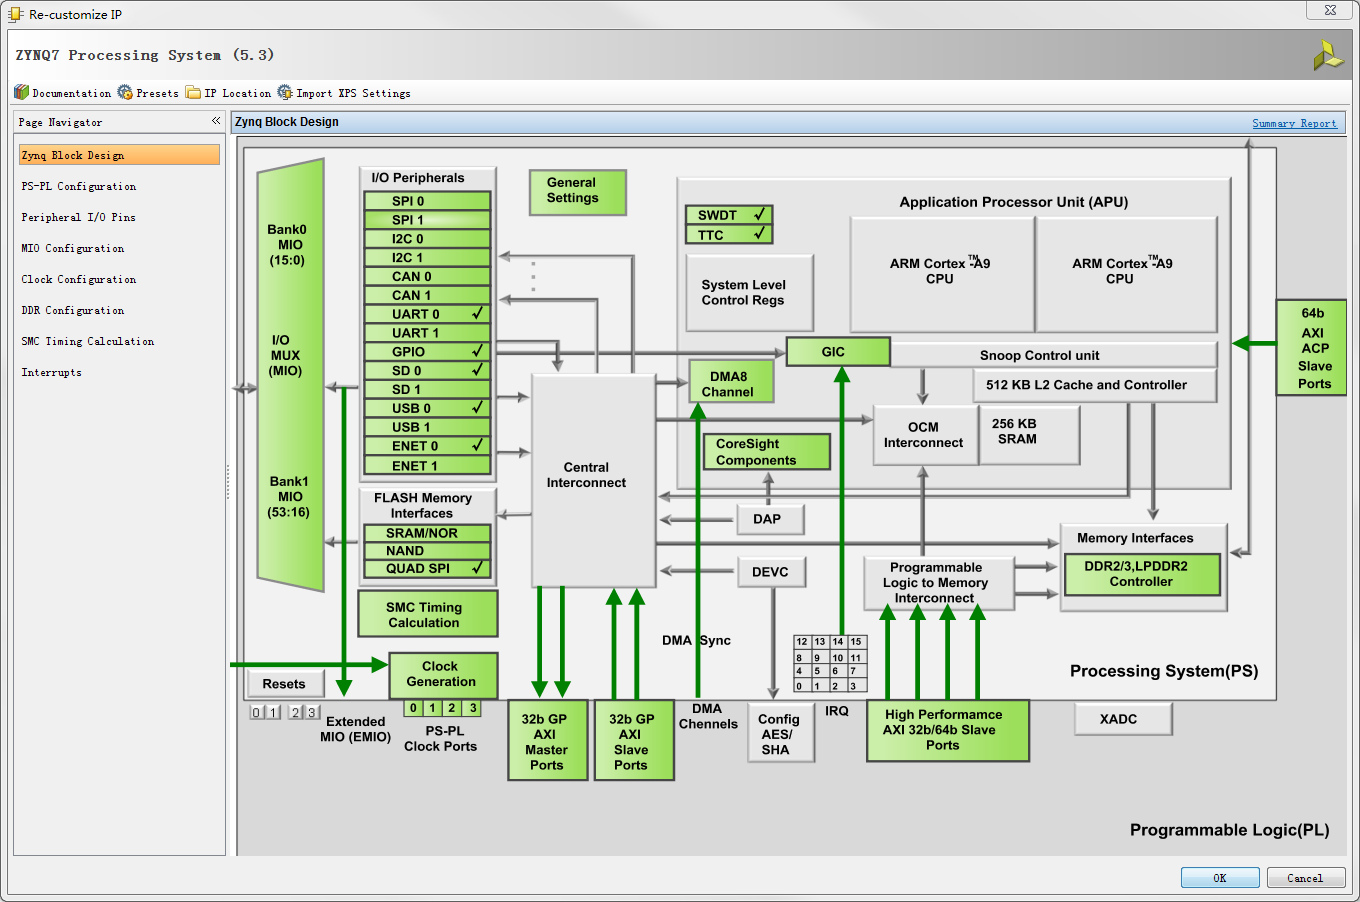 Re-customize IP
ZYNQ7 Processing System (5.3)
Documentation Presets IP Location Import XPS Settings
Page Navigator «
Zynq Block Design
PS-PL Configuration
Peripheral I/O Pins
MIO Configuration
Clock Configuration
DDR Configuration
SMC Timing Calculation
Interrupts
Zynq Block Design
Summary Report
Bank0
MIO
(15:0)
I/O
MUX
(MIO)
Bank1
MIO
(53:16)
I/O Peripherals
SPI 0
SPI 1
I2C 0
I2C 1
CAN 0
CAN 1
UART 0 ✓
UART 1
GPIO ✓
SD 0 ✓
SD 1
USB 0 ✓
USB 1
ENET 0 ✓
ENET 1
FLASH Memory
Interfaces
SRAM/NOR
NAND
QUAD SPI ✓
SMC Timing
Calculation
Clock
Generation
0 1 2 3
PS-PL
Clock Ports
Resets
0 1 2 3
Extended
MIO (EMIO)
General
Settings
Central
Interconnect
32b GP
AXI
Master
Ports
32b GP
AXI
Slave
Ports
Application Processor Unit (APU)
SWDT ✓
TTC ✓
System Level
Control Regs
ARM Cortex™-A9
CPU
ARM Cortex™-A9
CPU
GIC
Snoop Control unit
DMA8
Channel
512 KB L2 Cache and Controller
OCM
Interconnect
256 KB
SRAM
CoreSight
Components
DAP
DEVC
DMA Sync
DMA
Channels
Config
AES/
SHA
12 13 14 15
8 9 10 11
4 5 6 7
0 1 2 3
IRQ
Programmable
Logic to Memory
Interconnect
Memory Interfaces
DDR2/3,LPDDR2
Controller
High Performamce
AXI 32b/64b Slave
Ports
64b
AXI
ACP
Slave
Ports
Processing System(PS)
XADC
Programmable Logic(PL)
OK Cancel